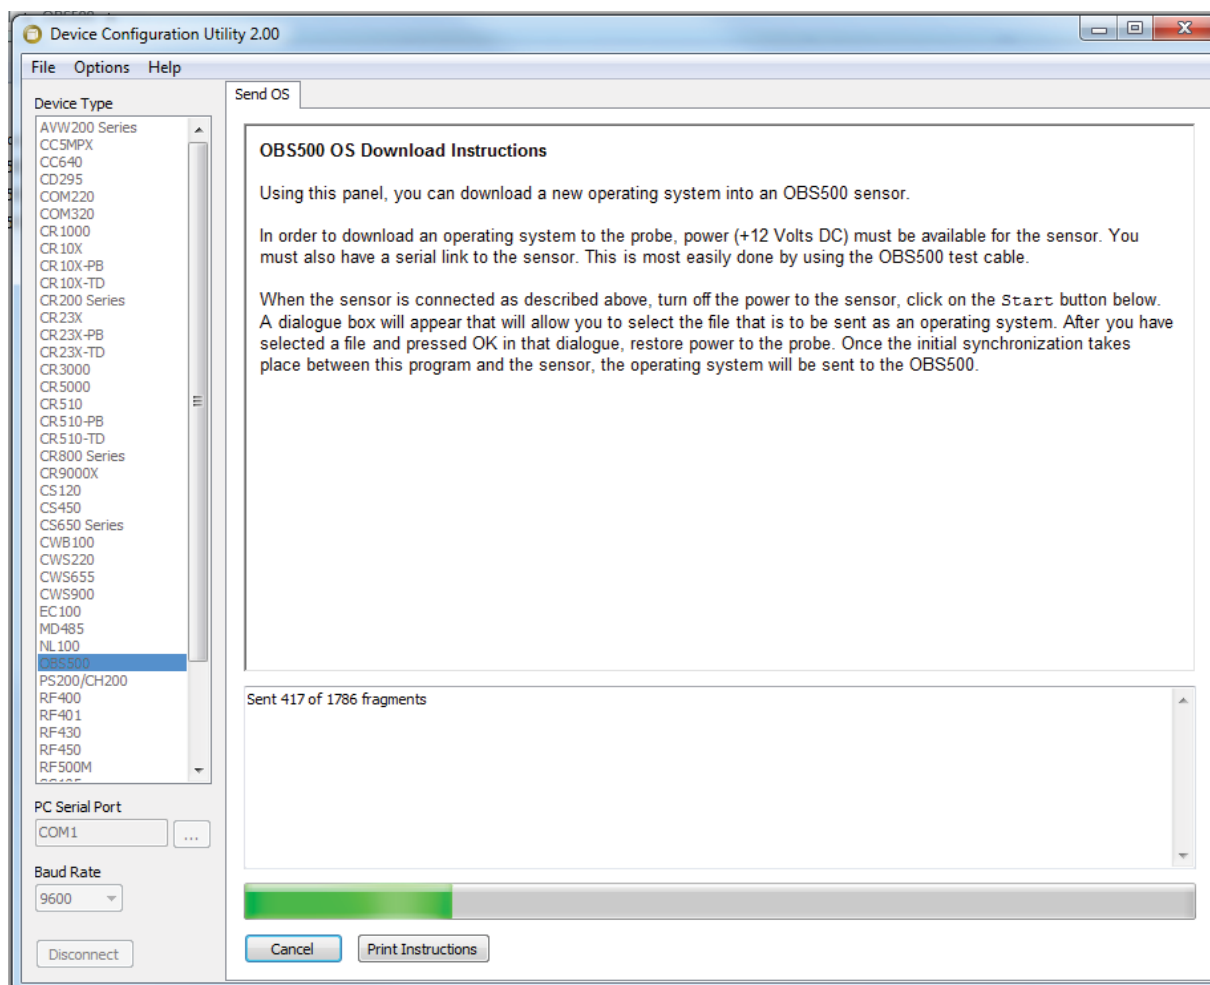 Device Configuration Utility 2.00
File Options Help
Device Type
AVW200 Series
CC5MPX
CC640
CD295
COM220
COM320
CR1000
CR10X
CR10X-PB
CR10X-TD
CR200 Series
CR23X
CR23X-PB
CR23X-TD
CR3000
CR5000
CR510
CR510-PB
CR510-TD
CR800 Series
CR9000X
CS120
CS450
CS650 Series
CWB100
CWS220
CWS655
CWS900
EC100
MD485
NL100
OBS500
PS200/CH200
RF400
RF401
RF430
RF450
RF500M
PC Serial Port
COM1
...
Baud Rate
9600
Disconnect
Send OS
OBS500 OS Download Instructions
Using this panel, you can download a new operating system into an OBS500 sensor.
In order to download an operating system to the probe, power (+12 Volts DC) must be available for the sensor. You
must also have a serial link to the sensor. This is most easily done by using the OBS500 test cable.
When the sensor is connected as described above, turn off the power to the sensor, click on the Start button below.
A dialogue box will appear that will allow you to select the file that is to be sent as an operating system. After you have
selected a file and pressed OK in that dialogue, restore power to the probe. Once the initial synchronization takes
place between this program and the sensor, the operating system will be sent to the OBS500.
Sent 417 of 1786 fragments
Cancel Print Instructions